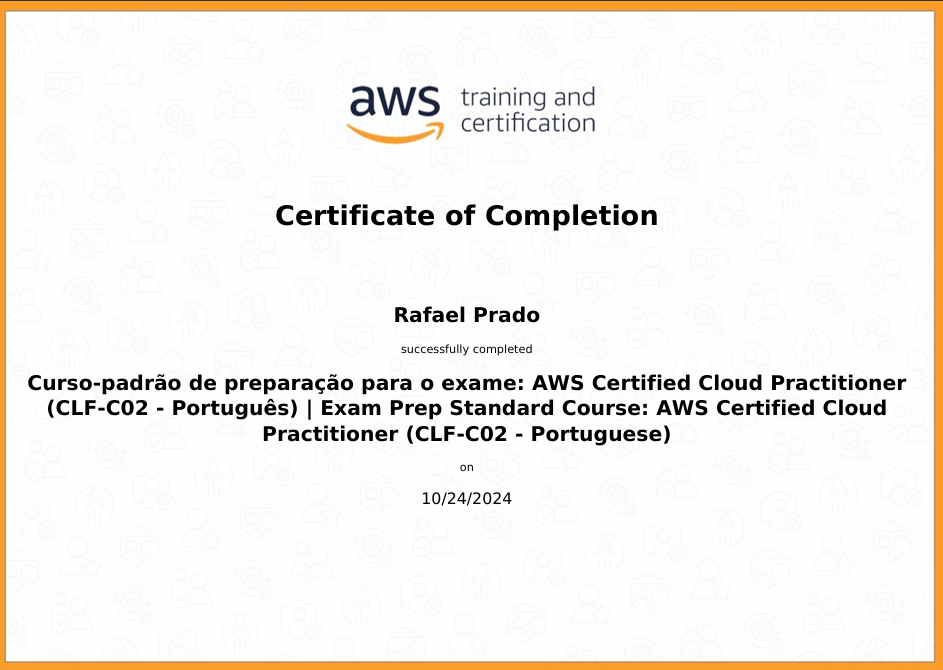 aws training and
certification
Certificate of Completion
Rafael Prado
successfully completed
Curso-padrão de preparação para o exame: AWS Certified Cloud Practitioner
(CLF-C02 - Português) | Exam Prep Standard Course: AWS Certified Cloud
Practitioner (CLF-C02 - Portuguese)
on
10/24/2024